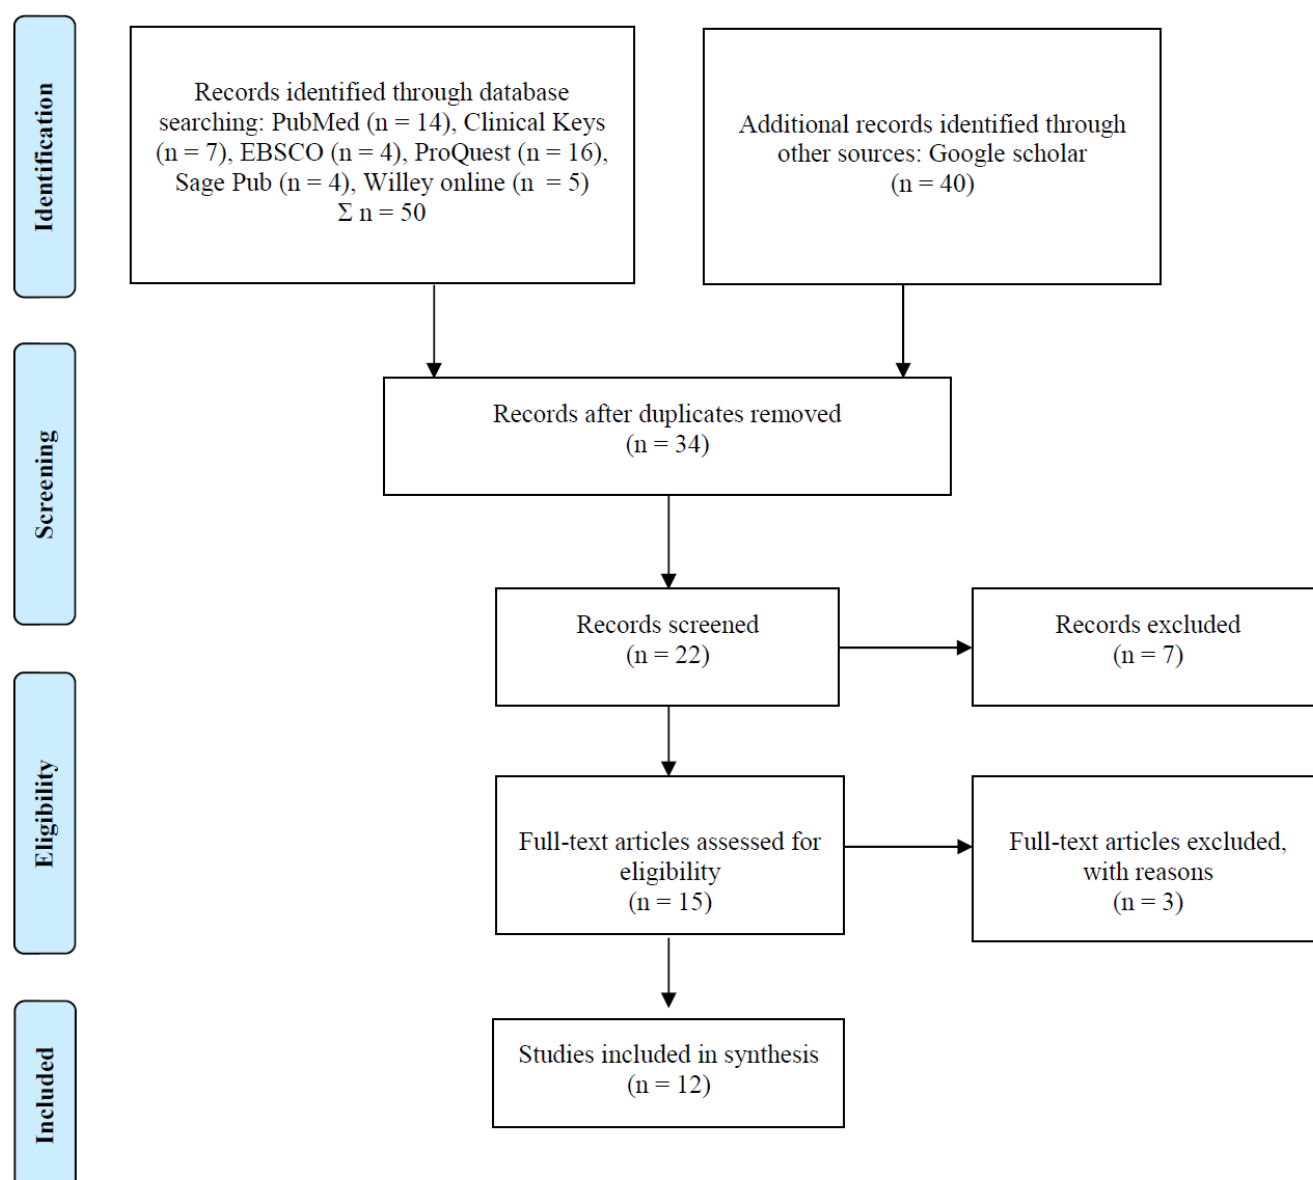 Identification
Records identified through database
searching: PubMed (n = 14), Clinical Keys
(n = 7), EBSCO (n = 4), ProQuest (n = 16),
Sage Pub (n = 4), Willey online (n  = 5)
Σ n = 50
Additional records identified through
other sources: Google scholar
(n = 40)
Screening
Records after duplicates removed
(n = 34)
Records screened
(n = 22)
Records excluded
(n = 7)
Eligibility
Full-text articles assessed for
eligibility
(n = 15)
Full-text articles excluded,
with reasons
(n = 3)
Included
Studies included in synthesis
(n = 12)